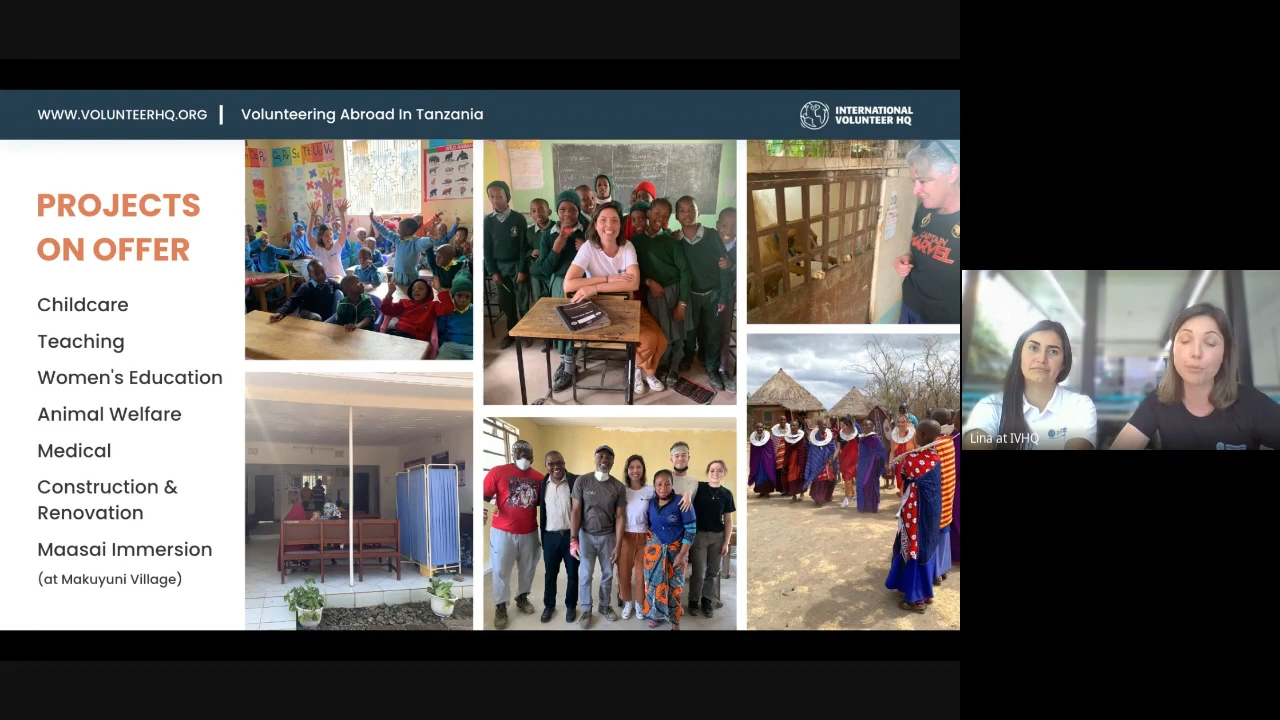 WWW.VOLUNTEERHQ.ORG | Volunteering Abroad In Tanzania
INTERNATIONAL
VOLUNTEER HQ
PROJECTS
ON OFFER
Childcare
Teaching
Women's Education
Animal Welfare
Medical
Construction &
Renovation
Maasai Immersion
(at Makuyuni Village)
CAPTAIN
MARVEL
Lina at IVHQ